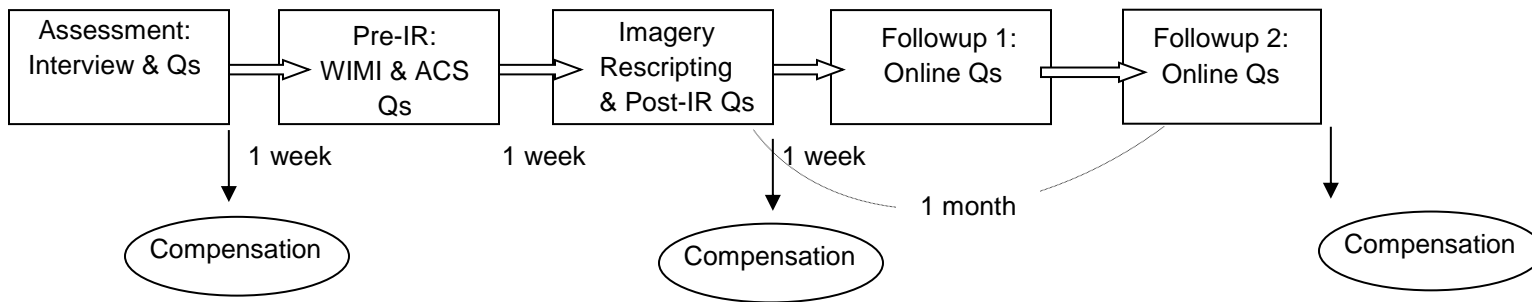 Assessment:
Interview & Qs
Pre-IR:
WIMI & ACS
Qs
Imagery
Rescripting
& Post-IR Qs
Followup 1:
Online Qs
Followup 2:
Online Qs
1 week
1 week
1 week
1 month
Compensation
Compensation
Compensation